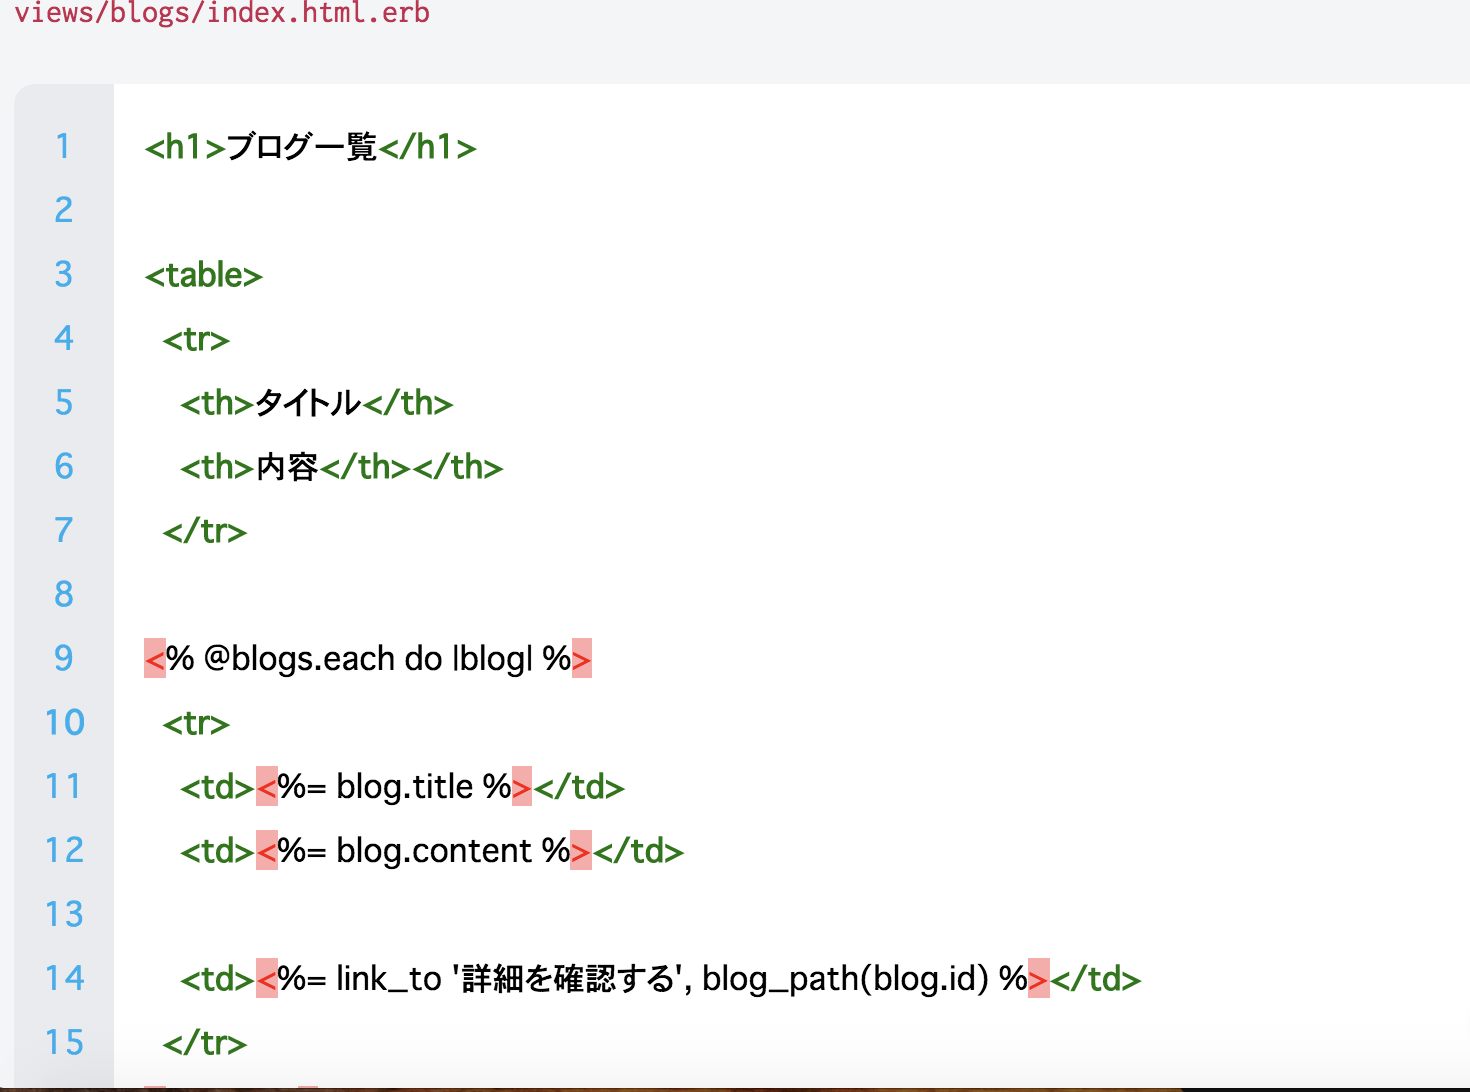 views/blogs/index.html.erb
1 <h1>ブログ一覧</h1>
2
3 <table>
4 <tr>
5 <th>タイトル</th>
6 <th>内容</th></th>
7 </tr>
8
9 <% @blogs.each do |blog| %>
10 <tr>
11 <td><%= blog.title %></td>
12 <td><%= blog.content %></td>
13
14 <td><%= link_to '詳細を確認する', blog_path(blog.id) %></td>
15 </tr>